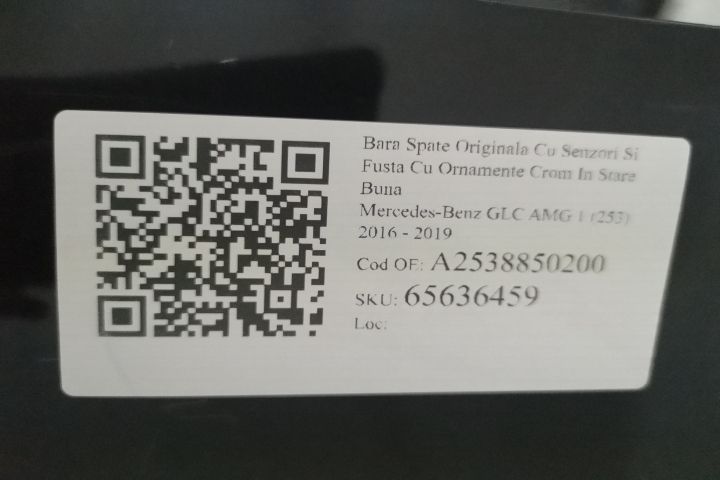 Bara Spate Originala Cu Senzori Si
Fusta Cu Ornamente Crom In Stare
Buna
Mercedes-Benz GLC AMG 1 (253)
2016 - 2019
Cod OE: A2538850200
SKU: 65636459
Loc: